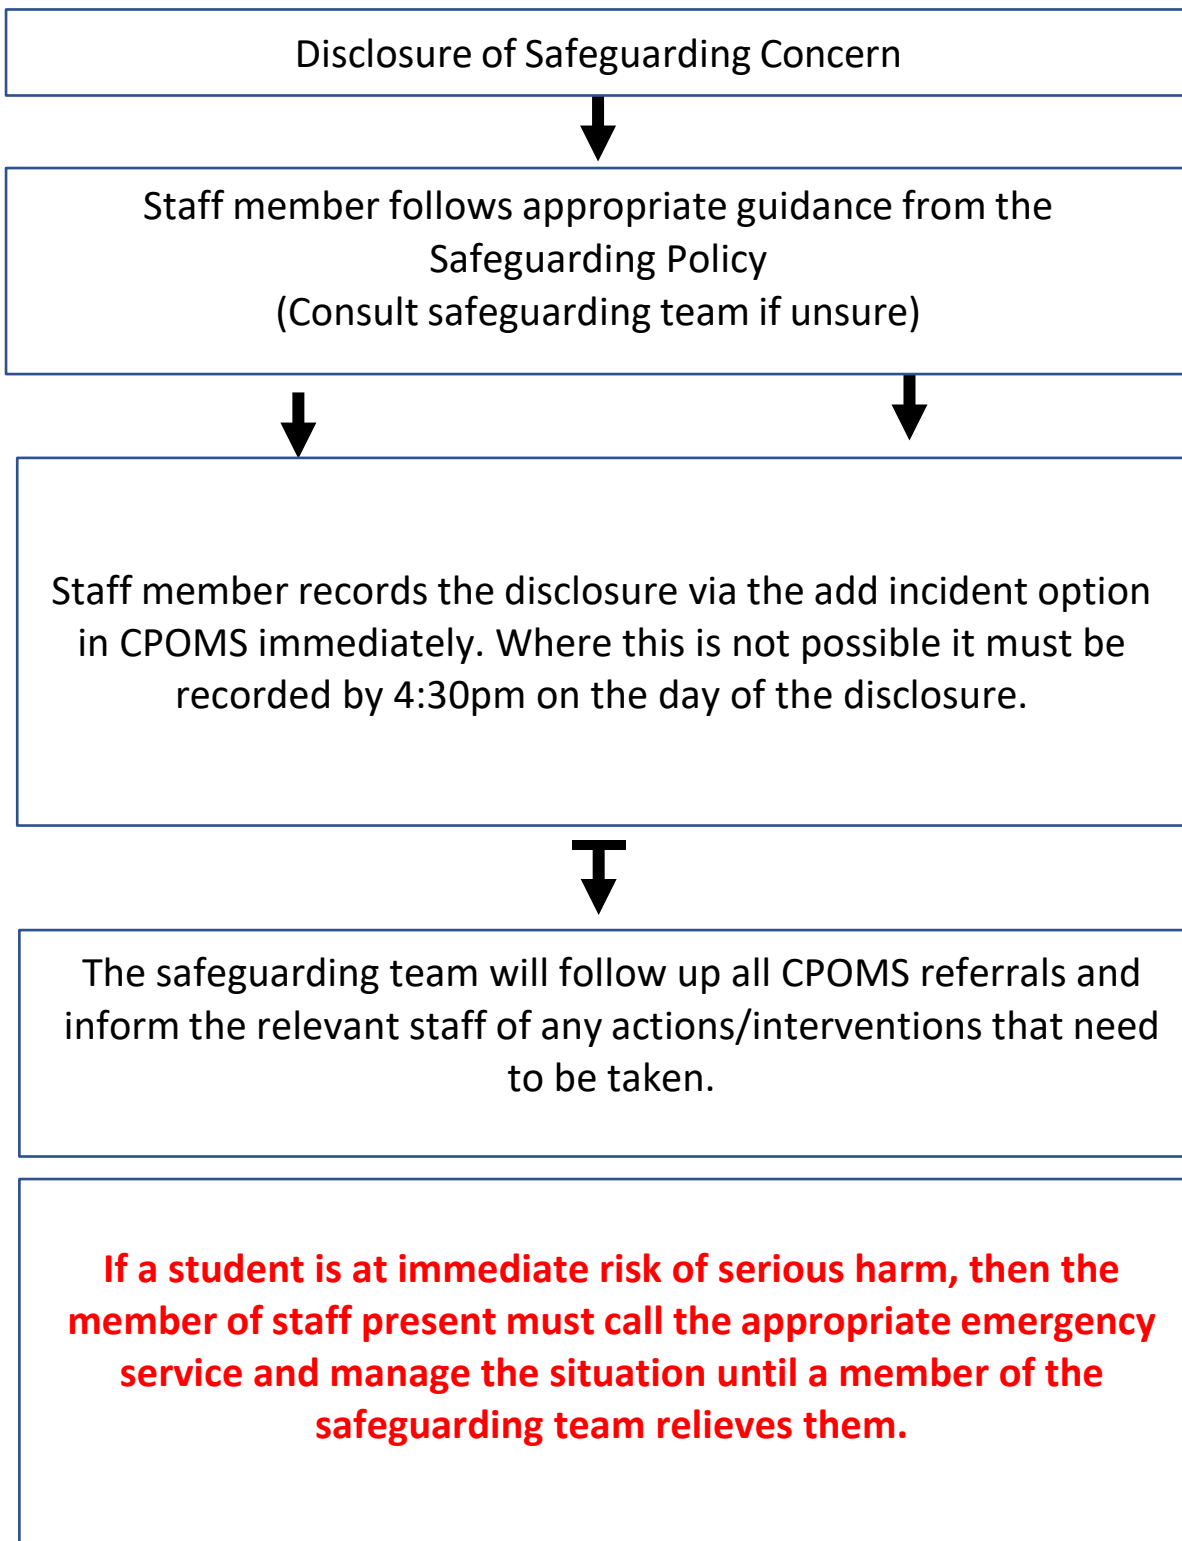 Disclosure of Safeguarding Concern
Staff member follows appropriate guidance from the
Safeguarding Policy
(Consult safeguarding team if unsure)
Staff member records the disclosure via the add incident option
in CPOMS immediately. Where this is not possible it must be
recorded by 4:30pm on the day of the disclosure.
The safeguarding team will follow up all CPOMS referrals and
inform the relevant staff of any actions/interventions that need
to be taken.
If a student is at immediate risk of serious harm, then the
member of staff present must call the appropriate emergency
service and manage the situation until a member of the
safeguarding team relieves them.